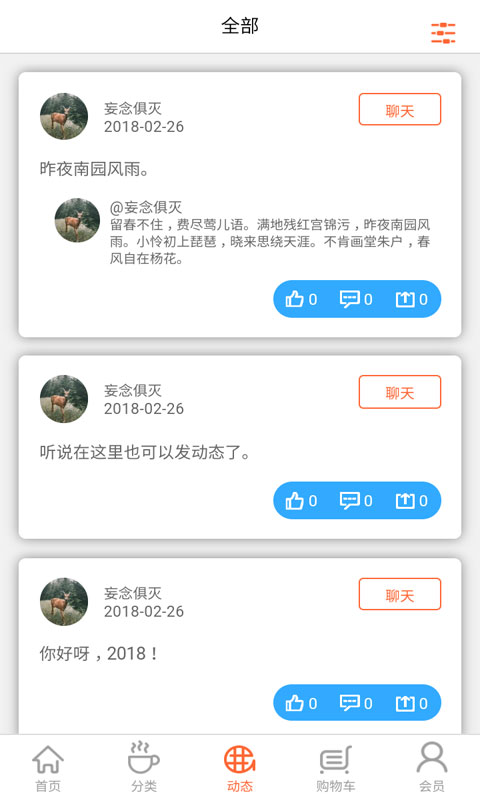 全部
妄念俱灭
2018-02-26
聊天
昨夜南园风雨。
@妄念俱灭
留春不住，费尽莺儿语。满地残红宫锦污，昨夜南园风
雨。小怜初上琵琶，晓来思绕天涯。不肯画堂朱户，春
风自在杨花。
0 0 0
妄念俱灭
2018-02-26
聊天
听说在这里也可以发动态了。
0 0 0
妄念俱灭
2018-02-26
聊天
你好呀，2018！
0 0 0
首页 分类 动态 购物车 会员